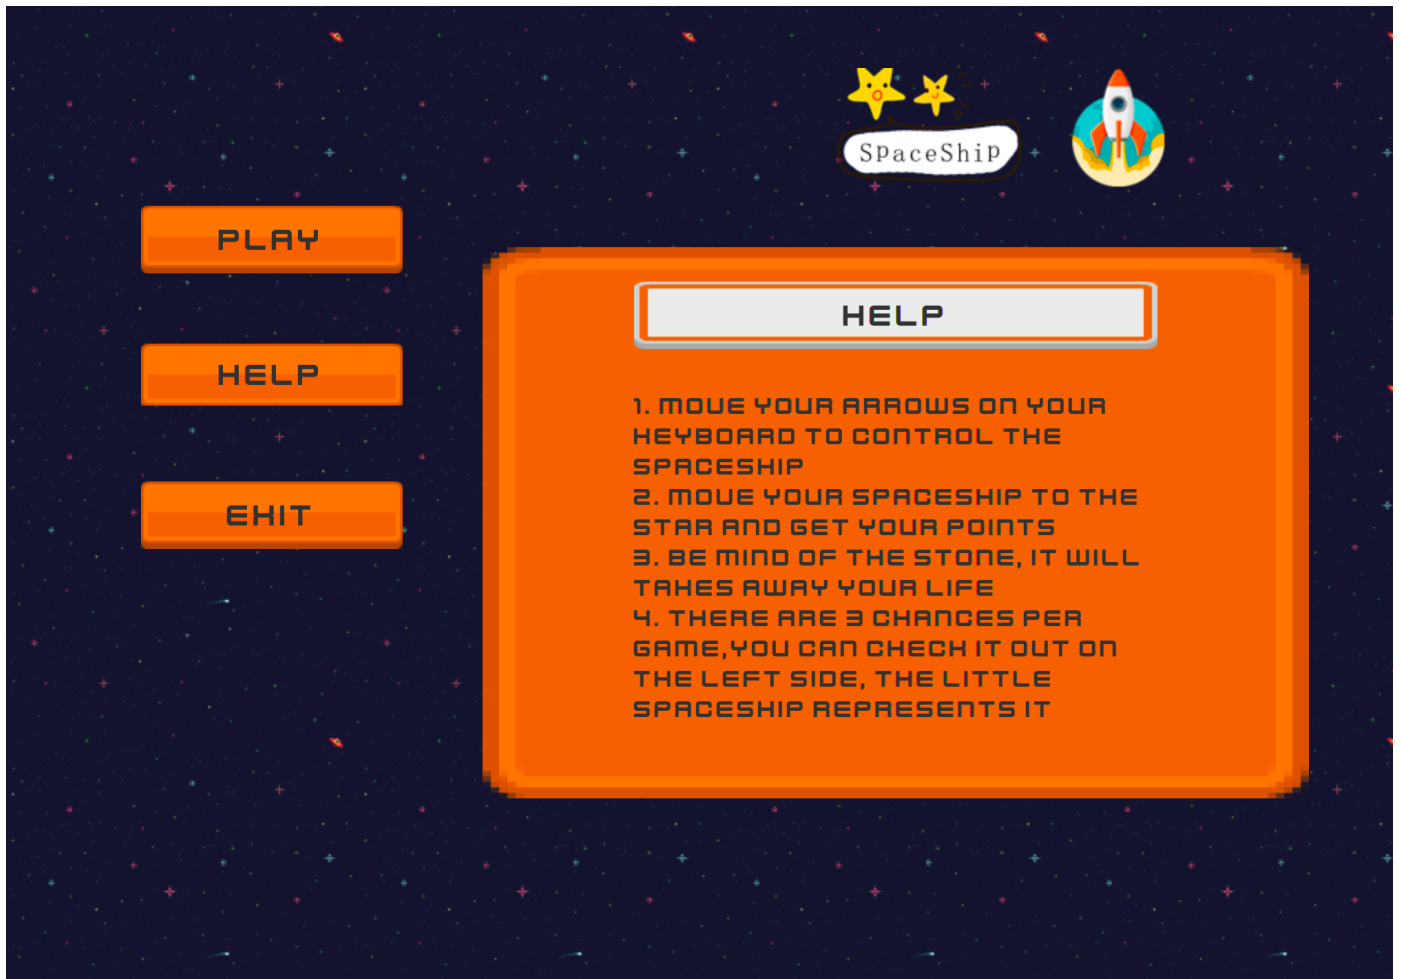 SpaceShip
PLAY
HELP
EXIT
HELP
1. MOVE YOUR ARROWS ON YOUR
KEYBOARD TO CONTROL THE
SPACESHIP
2. MOVE YOUR SPACESHIP TO THE
STAR AND GET YOUR POINTS
3. BE MIND OF THE STONE, IT WILL
TAKES AWAY YOUR LIFE
4. THERE ARE 3 CHANCES PER
GAME,YOU CAN CHECK IT OUT ON
THE LEFT SIDE, THE LITTLE
SPACESHIP REPRESENTS IT